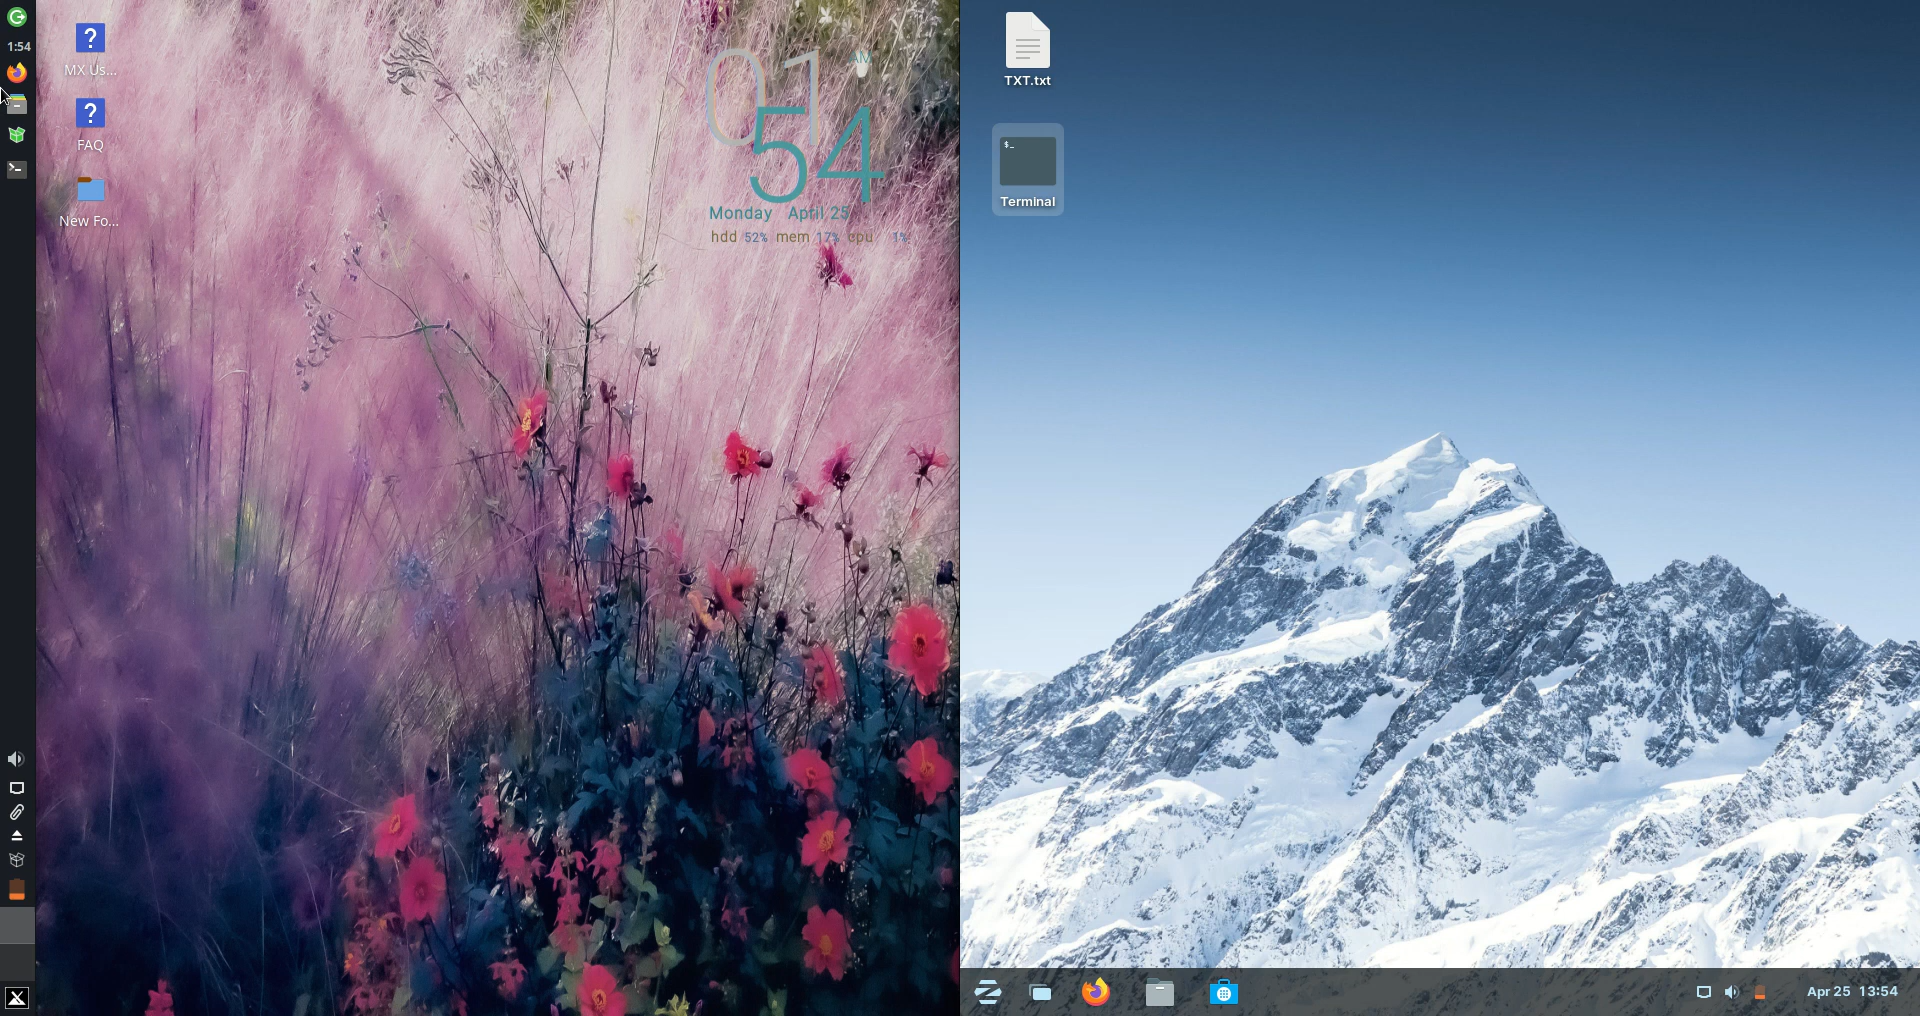 1:54
MX Us...
FAQ
New Fo...
01 AM
54
Monday April 25
hdd 52% mem 17% cpu 1%
TXT.txt
$_
Terminal
Apr 25 13:54